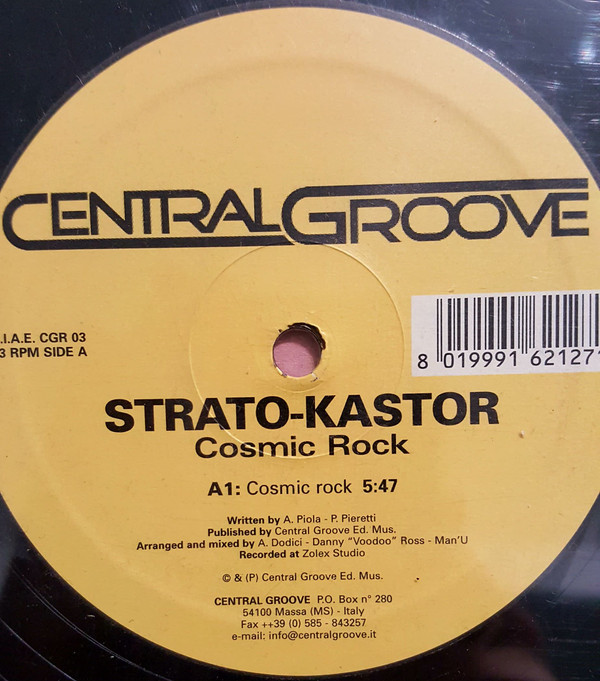 CENTRAL GROOVE
.I.A.E. CGR 03
3 RPM SIDE A
8 019991 621271
STRATO-KASTOR
Cosmic Rock
A1: Cosmic rock 5:47
Written by A. Piola - P. Pieretti
Published by Central Groove Ed. Mus.
Arranged and mixed by A. Dodici - Danny "Voodoo" Ross - Man'U
Recorded at Zolex Studio
© & (P) Central Groove Ed. Mus.
CENTRAL GROOVE P.O. Box n° 280
54100 Massa (MS) - Italy
Fax ++39 (0) 585 - 843257
e-mail: info@centralgroove.it